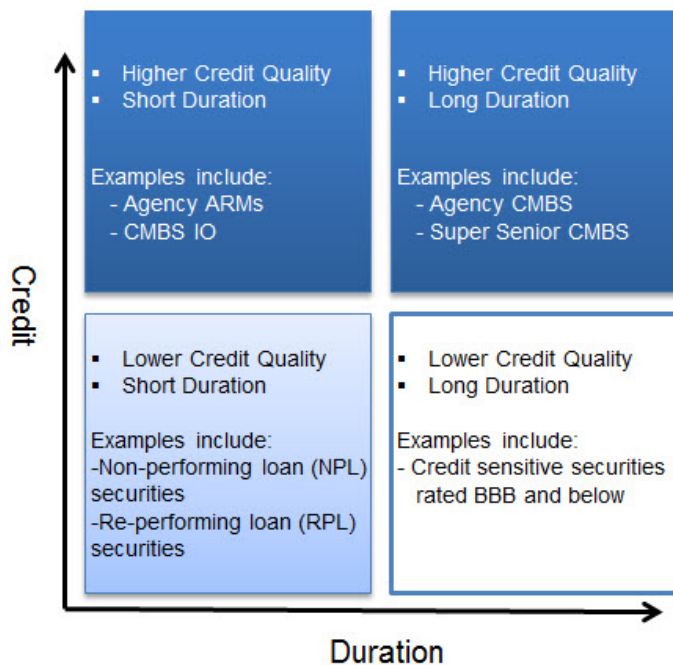 Credit
▪ Higher Credit Quality
▪ Short Duration
Examples include:
- Agency ARMs
- CMBS IO
▪ Higher Credit Quality
▪ Long Duration
Examples include:
- Agency CMBS
- Super Senior CMBS
▪ Lower Credit Quality
▪ Short Duration
Examples include:
-Non-performing loan (NPL)
securities
-Re-performing loan (RPL)
securities
▪ Lower Credit Quality
▪ Long Duration
Examples include:
- Credit sensitive securities
rated BBB and below
Duration